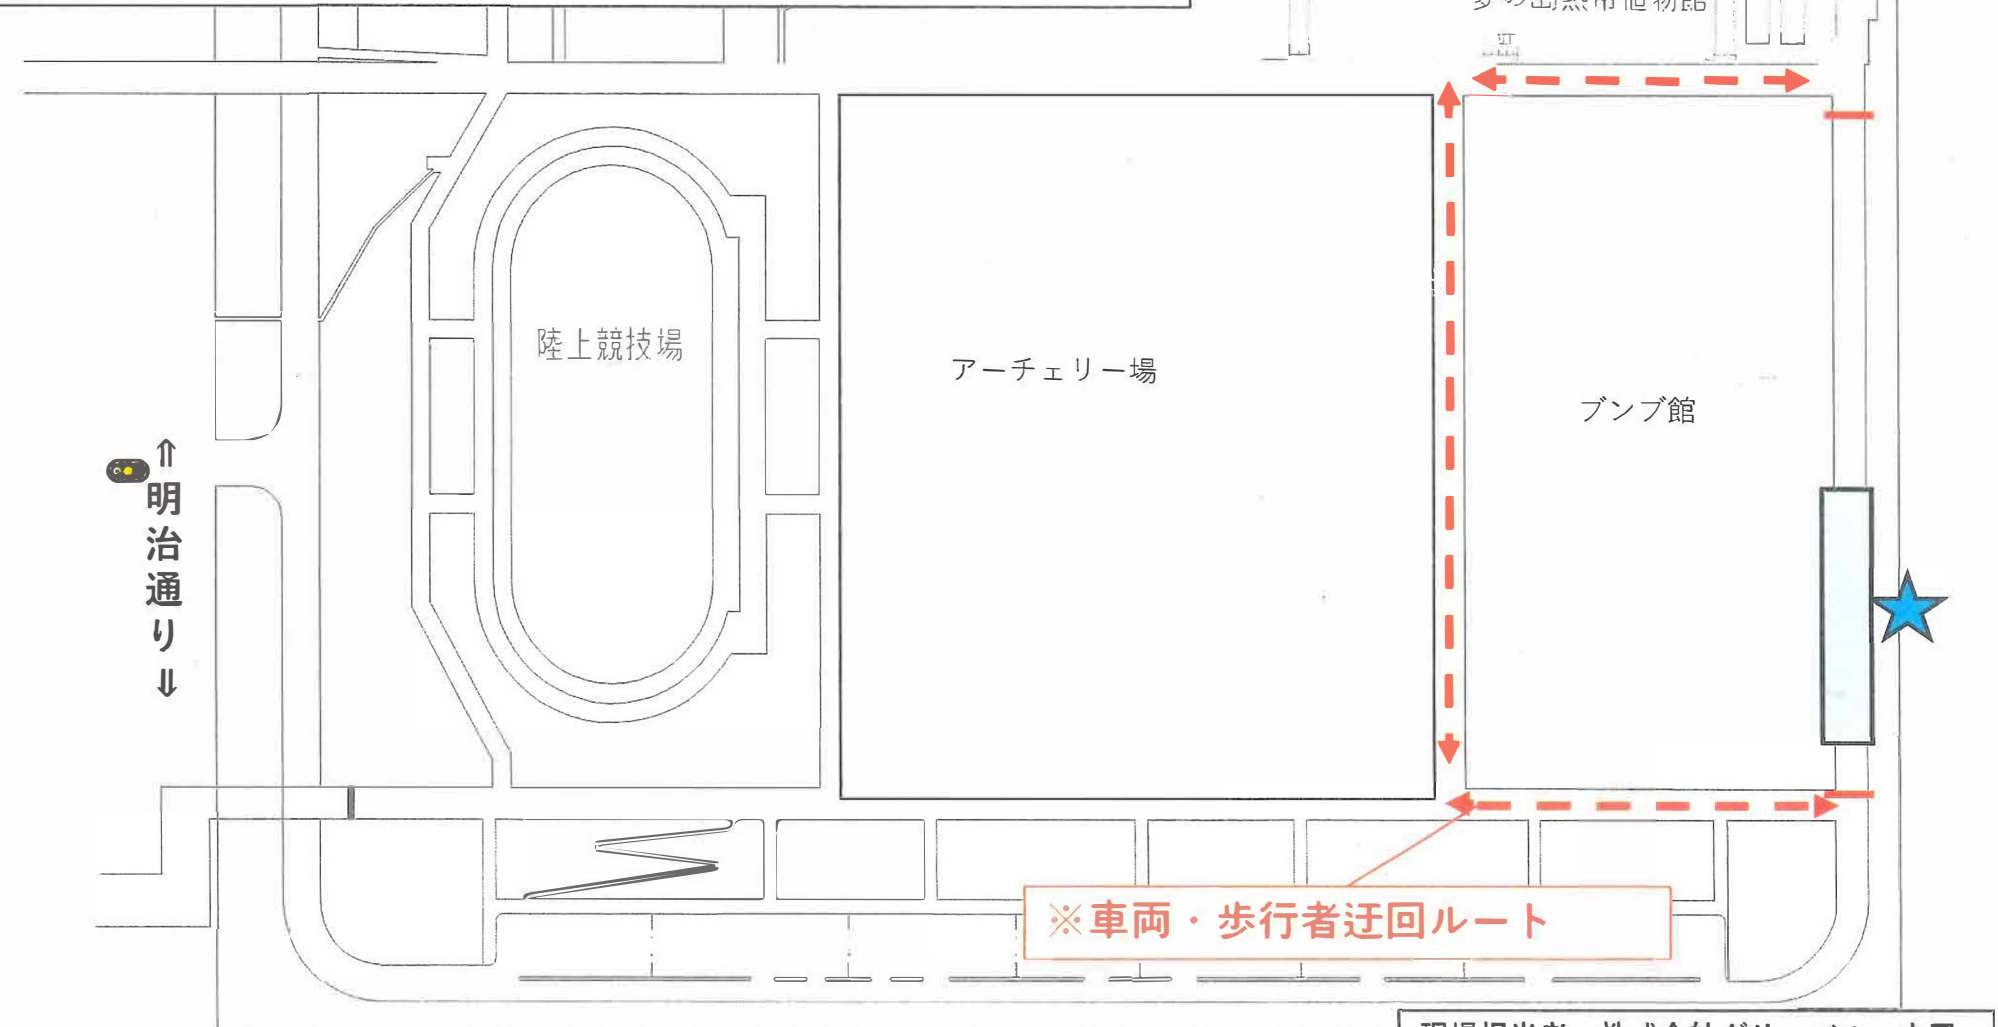 陸上競技場
アーチェリー場
ブンブ館
⇑明治通り⇓
※車両・歩行者迂回ルート